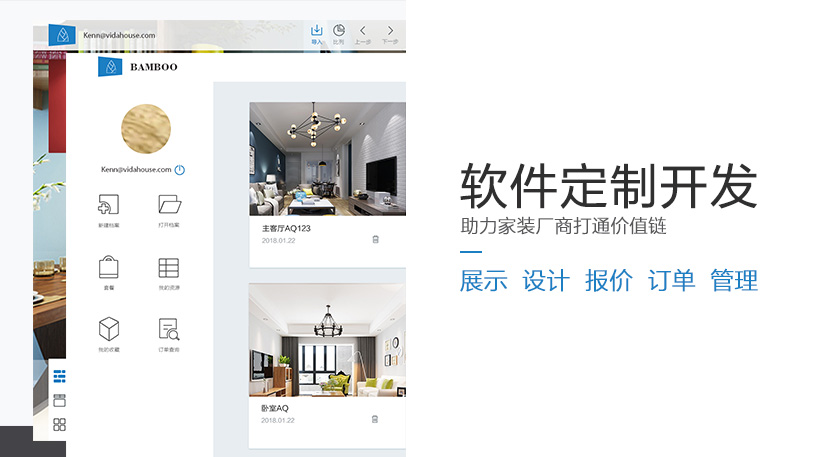 Kenn@vidahouse.com
导入 比例 上一步 下一步
BAMBOO
Kenn@vidahouse.com
新建档案 打开档案
套餐 我的资源
我的收藏 订单查询
主客厅AQ123
2018.01.22
卧室AQ
2018.01.22
软件定制开发
助力家装厂商打通价值链
展示 设计 报价 订单 管理